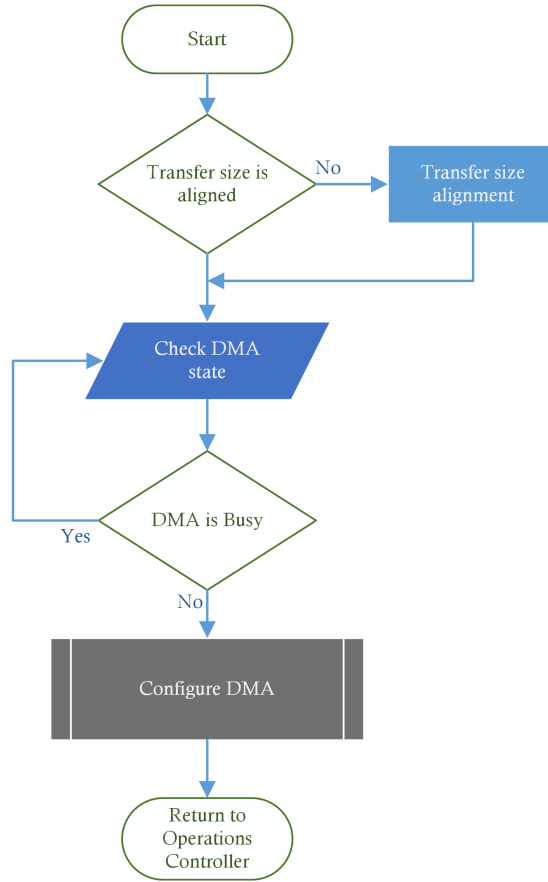 Start
Transfer size is
aligned
No
Transfer size
alignment
Check DMA
state
DMA is Busy
Yes
No
Configure DMA
Return to
Operations
Controller